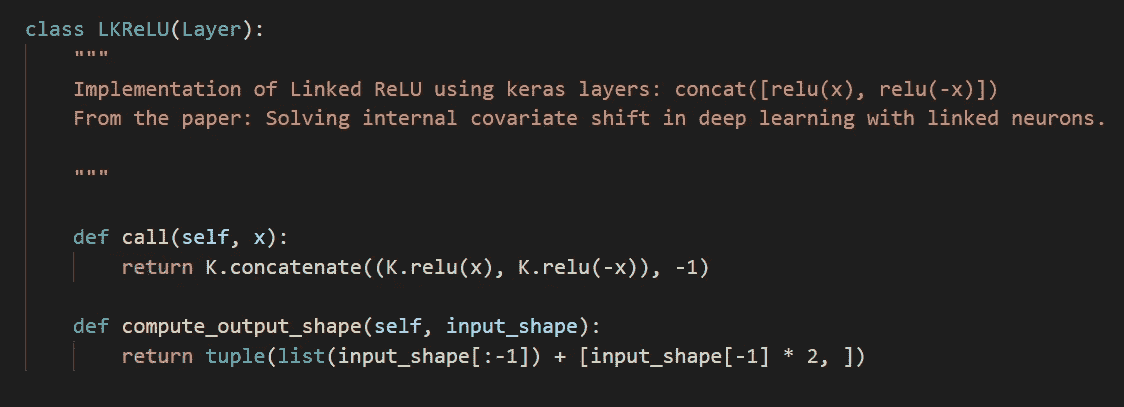 class LKReLU(Layer):
    """
    Implementation of Linked ReLU using keras layers: concat([relu(x), relu(-x)])
    From the paper: Solving internal covariate shift in deep learning with linked neurons.
    """
    def call(self, x):
        return K.concatenate((K.relu(x), K.relu(-x)), -1)
    def compute_output_shape(self, input_shape):
        return tuple(list(input_shape[:-1]) + [input_shape[-1] * 2, ])